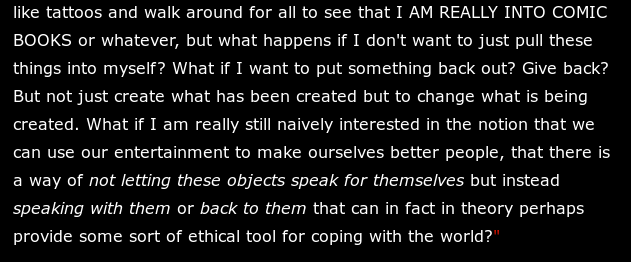 like tattoos and walk around for all to see that I AM REALLY INTO COMIC
BOOKS or whatever, but what happens if I don't want to just pull these
things into myself? What if I want to put something back out? Give back?
But not just create what has been created but to change what is being
created. What if I am really still naively interested in the notion that we
can use our entertainment to make ourselves better people, that there is
a way of not letting these objects speak for themselves but instead
speaking with them or back to them that can in fact in theory perhaps
provide some sort of ethical tool for coping with the world?"